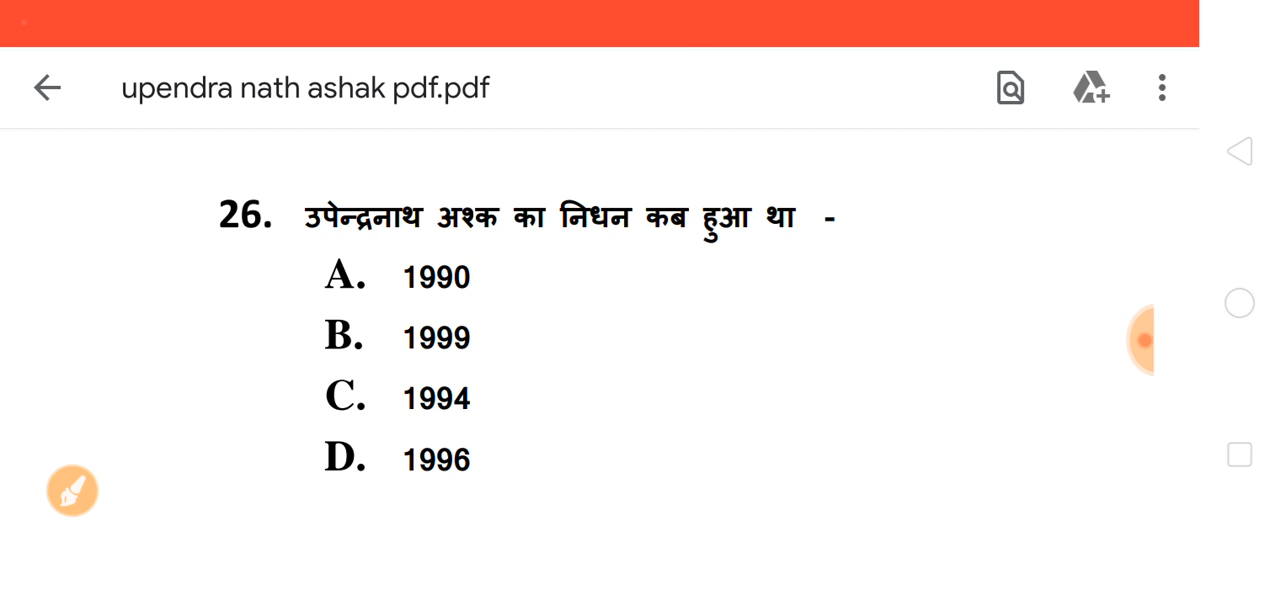 upendra nath ashak pdf.pdf
26. उपेन्द्रनाथ अश्क का निधन कब हुआ था -
A. 1990
B. 1999
C. 1994
D. 1996